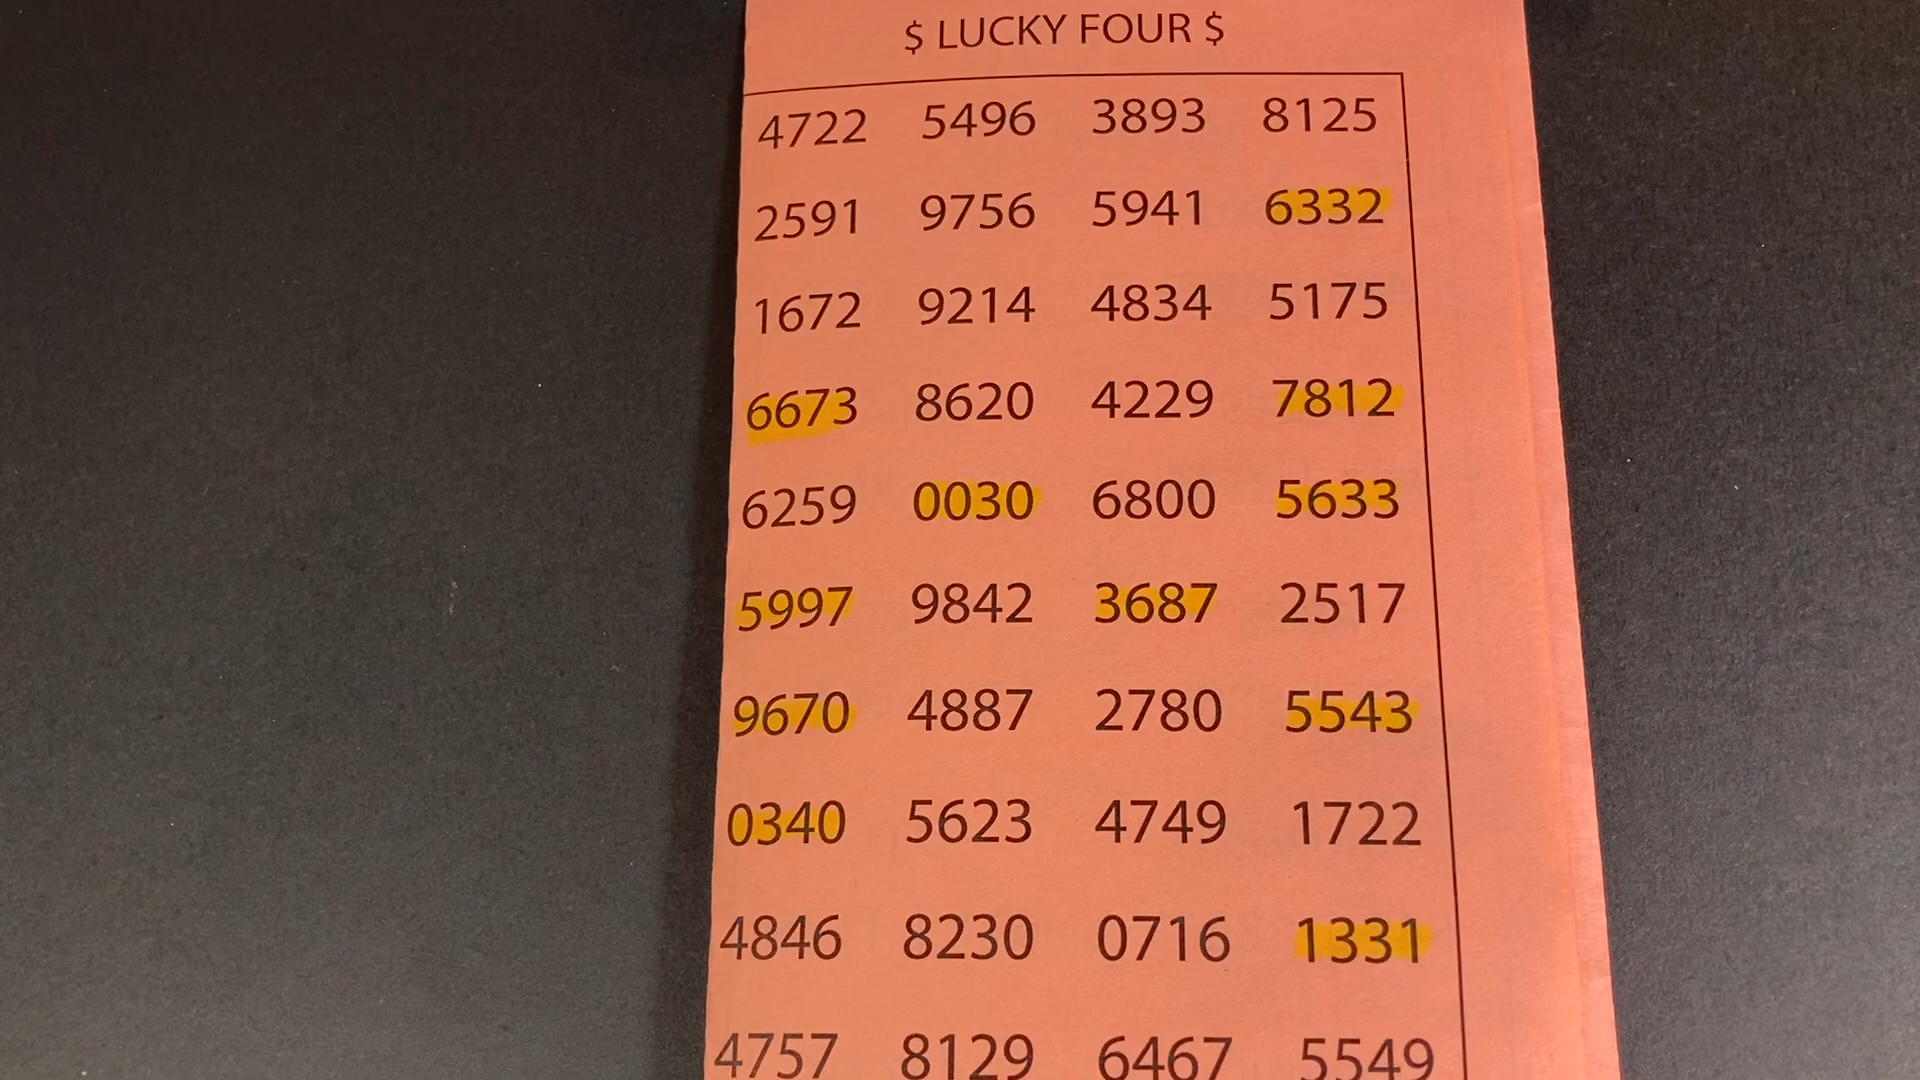 $ LUCKY FOUR $
4722 5496 3893 8125
2591 9756 5941 6332
1672 9214 4834 5175
6673 8620 4229 7812
6259 0030 6800 5633
5997 9842 3687 2517
9670 4887 2780 5543
0340 5623 4749 1722
4846 8230 0716 1331
4757 8129 6467 5549